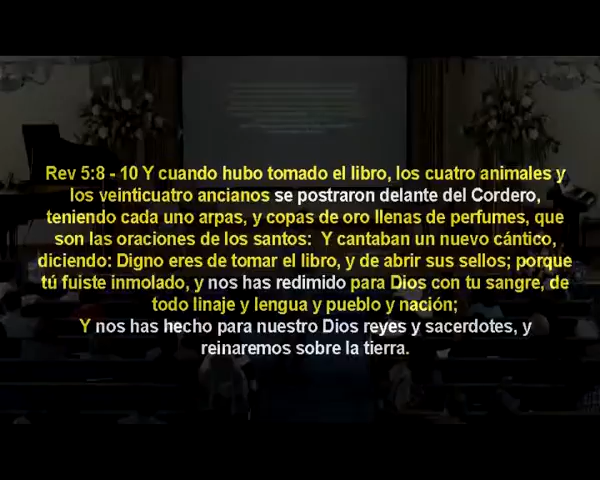 Rev 5:8 - 10 Y cuando hubo tomado el libro, los cuatro animales y
los veinticuatro ancianos se postraron delante del Cordero,
teniendo cada uno arpas, y copas de oro llenas de perfumes, que
son las oraciones de los santos:  Y cantaban un nuevo cántico,
diciendo: Digno eres de tomar el libro, y de abrir sus sellos; porque
tú fuiste inmolado, y nos has redimido para Dios con tu sangre, de
todo linaje y lengua y pueblo y nación;
Y nos has hecho para nuestro Dios reyes y sacerdotes, y
reinaremos sobre la tierra.